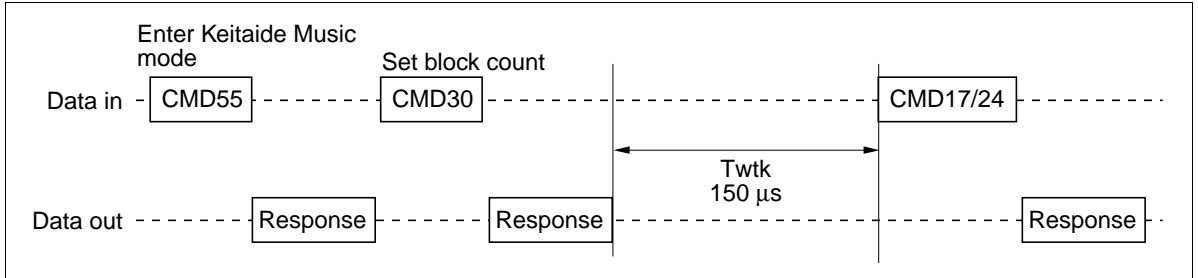 Enter Keitaide Music
mode
Set block count
Data in
CMD55
CMD30
CMD17/24
Twtk
150 μs
Data out
Response
Response
Response